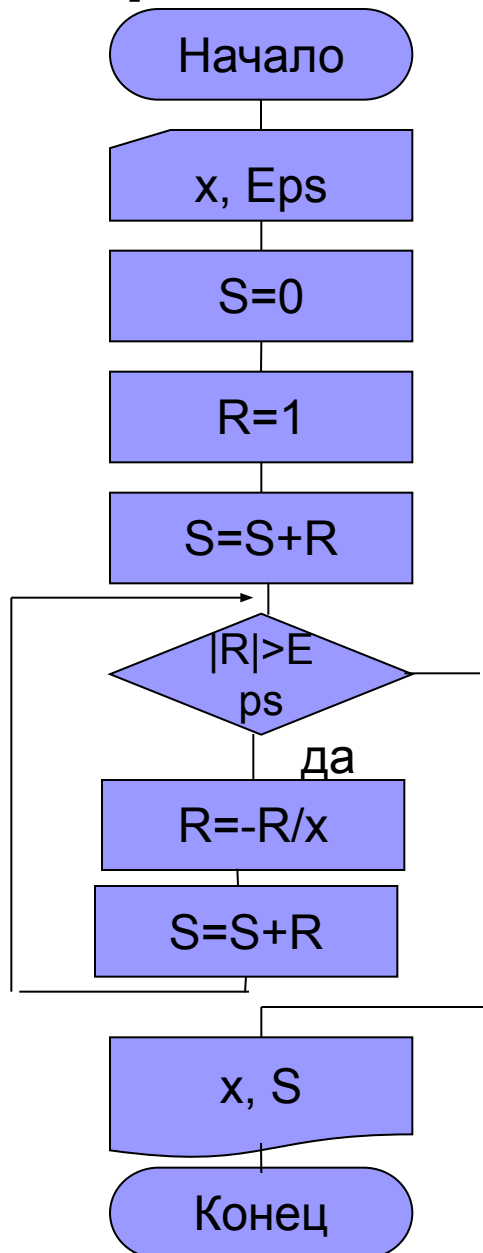 Начало
x, Eps
S=0
R=1
S=S+R
|R|>E
ps
да
R=-R/x
S=S+R
x, S
Конец